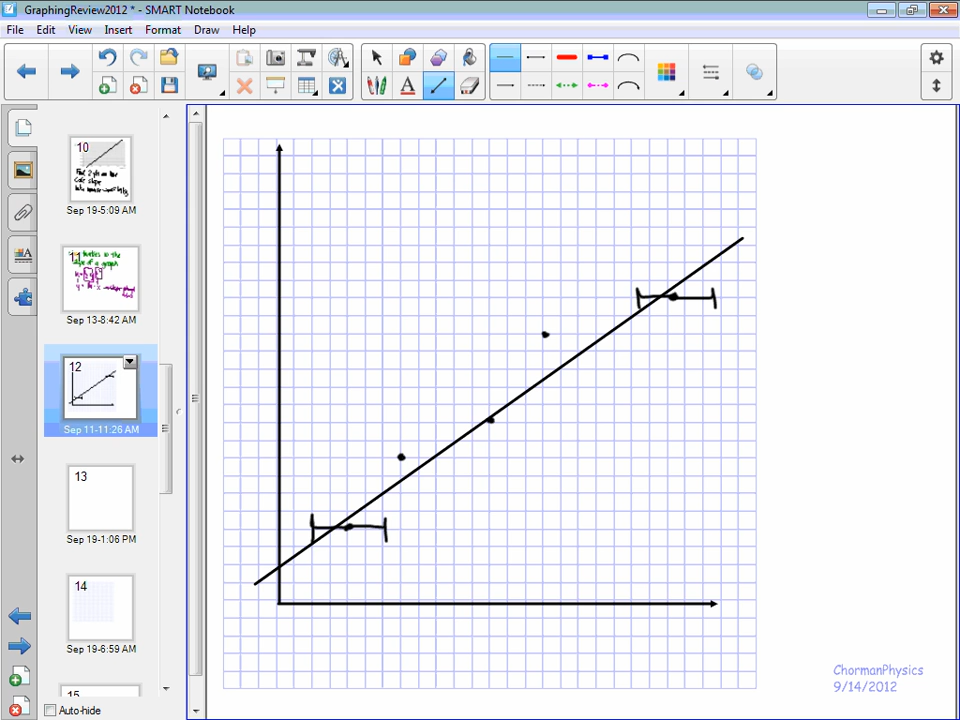 GraphingReview2012 * - SMART Notebook
File Edit View Insert Format Draw Help
10
Sep 19-5:09 AM
11
Sep 13-8:42 AM
12
Sep 11-11:26 AM
13
Sep 19-1:06 PM
14
Sep 19-6:59 AM
15
Auto-hide
ChormanPhysics
9/14/2012